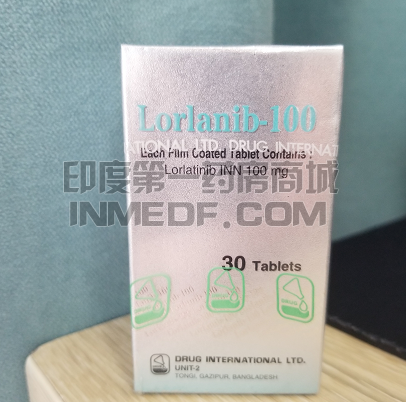 Lorlanib-100
ATIONAL LTD. DRUG INTERNAT
Each Film Coated Tablet Contains :
Lorlatinib INN 100 mg
印度第一药房商城
INMEDF.COM
30 Tablets
DRUG INTERNATIONAL LTD.
UNIT-2
TONGI, GAZIPUR, BANGLADESH